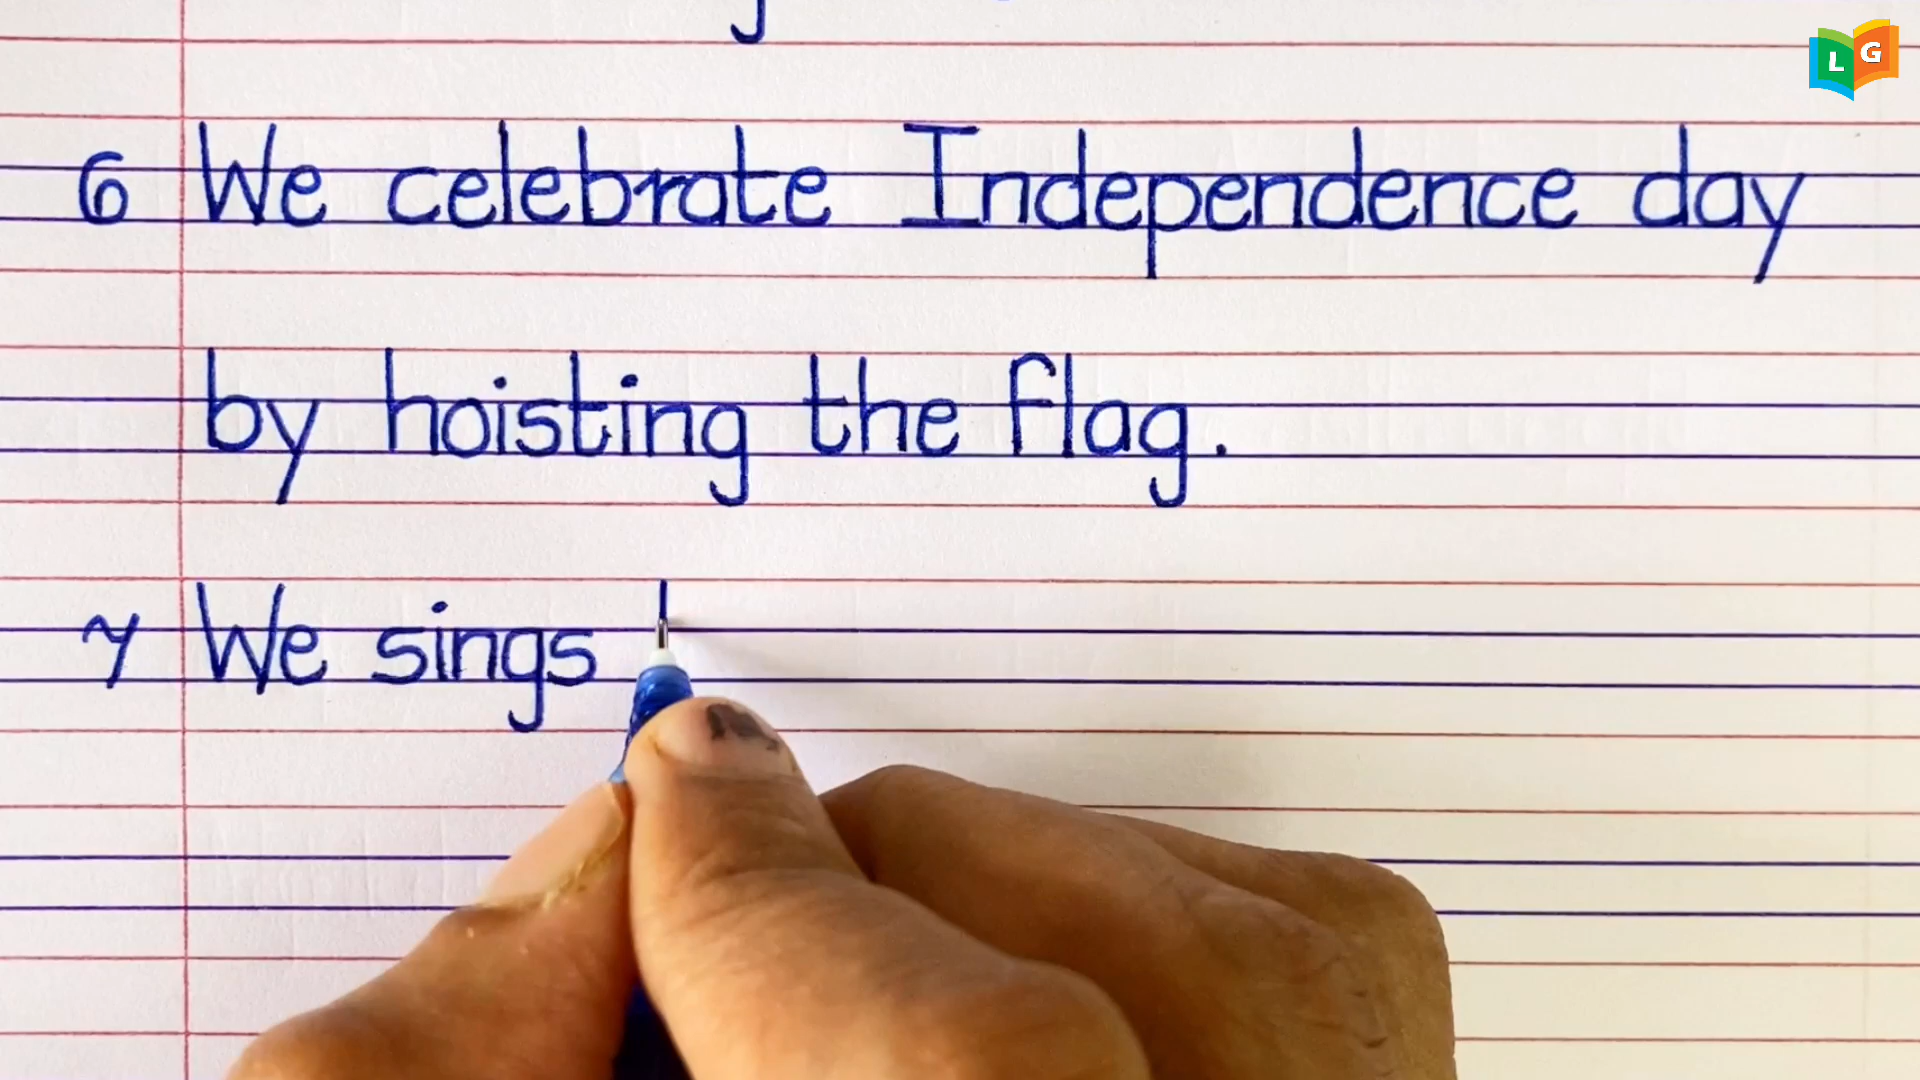 L G
6 We celebrate Independence day
by hoisting the flag.
7 We sings